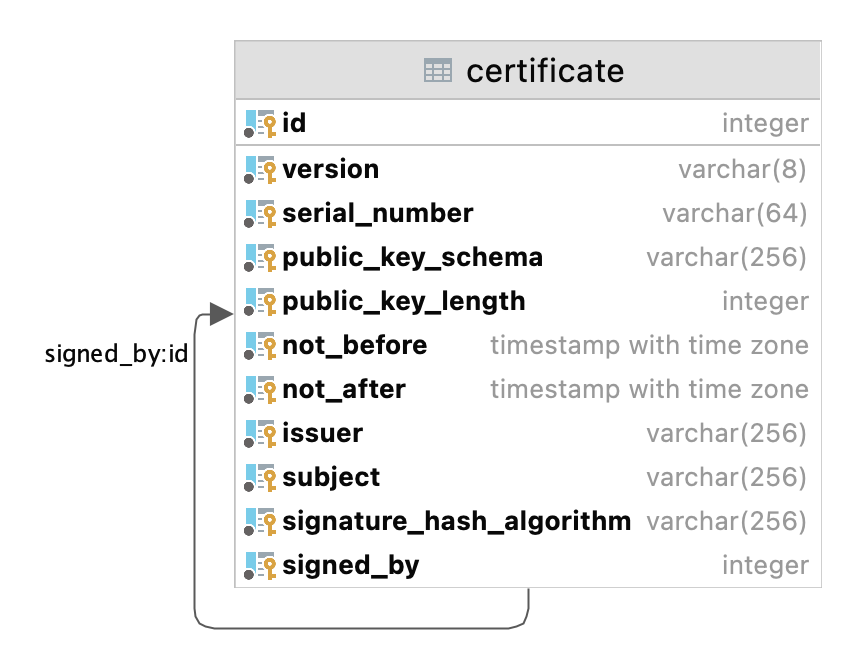 certificate
id integer
version varchar(8)
serial_number varchar(64)
public_key_schema varchar(256)
public_key_length integer
not_before timestamp with time zone
signed_by:id
not_after timestamp with time zone
issuer varchar(256)
subject varchar(256)
signature_hash_algorithm varchar(256)
signed_by integer